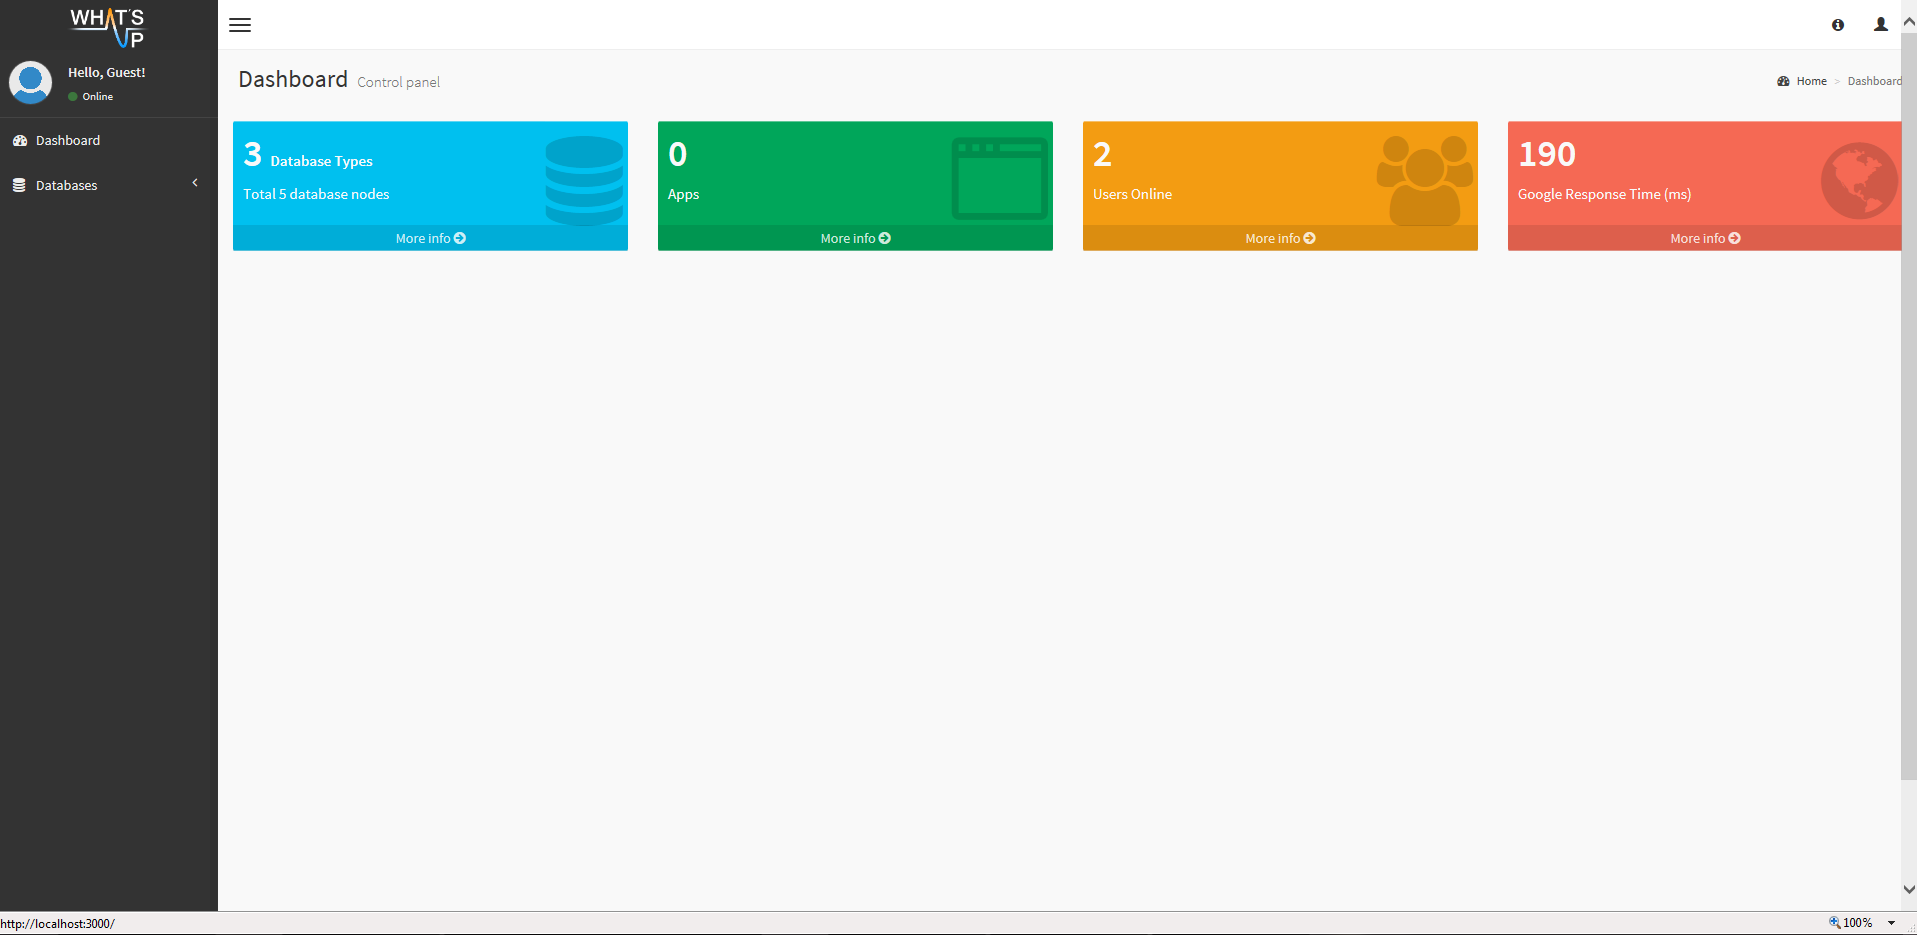 WHAT'S
UP
Hello, Guest!
Online
Dashboard
Databases
Dashboard Control panel
Home > Dashboard
3 Database Types
Total 5 database nodes
More info
0
Apps
More info
2
Users Online
More info
190
Google Response Time (ms)
More info
http://localhost:3000/
100%